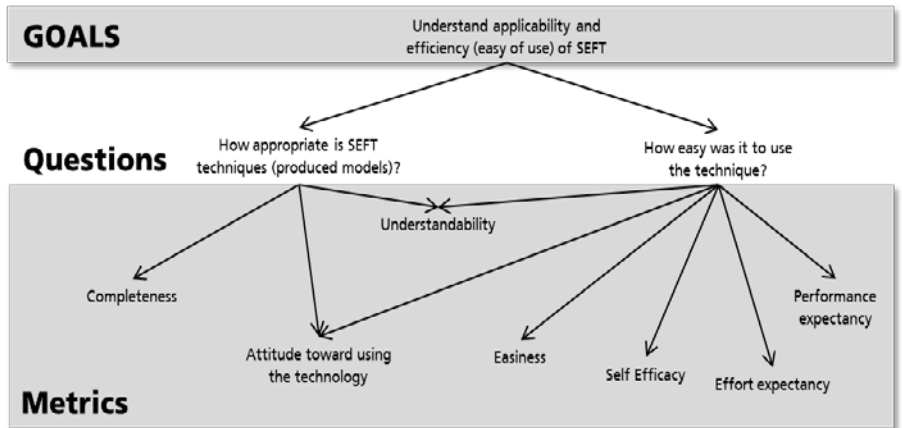 GOALS
Understand applicability and
efficiency (easy of use) of SEFT
Questions
How appropriate is SEFT
techniques (produced models)?
How easy was it to use
the technique?
Understandability
Completeness
Performance
expectancy
Attitude toward using
the technology
Easiness
Self Efficacy
Effort expectancy
Metrics